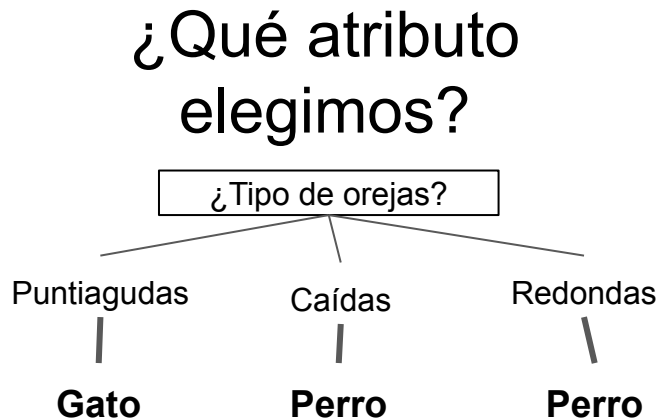 ¿Qué atributo
elegimos?
¿Tipo de orejas?
Puntiagudas
Caídas
Redondas
Gato
Perro
Perro